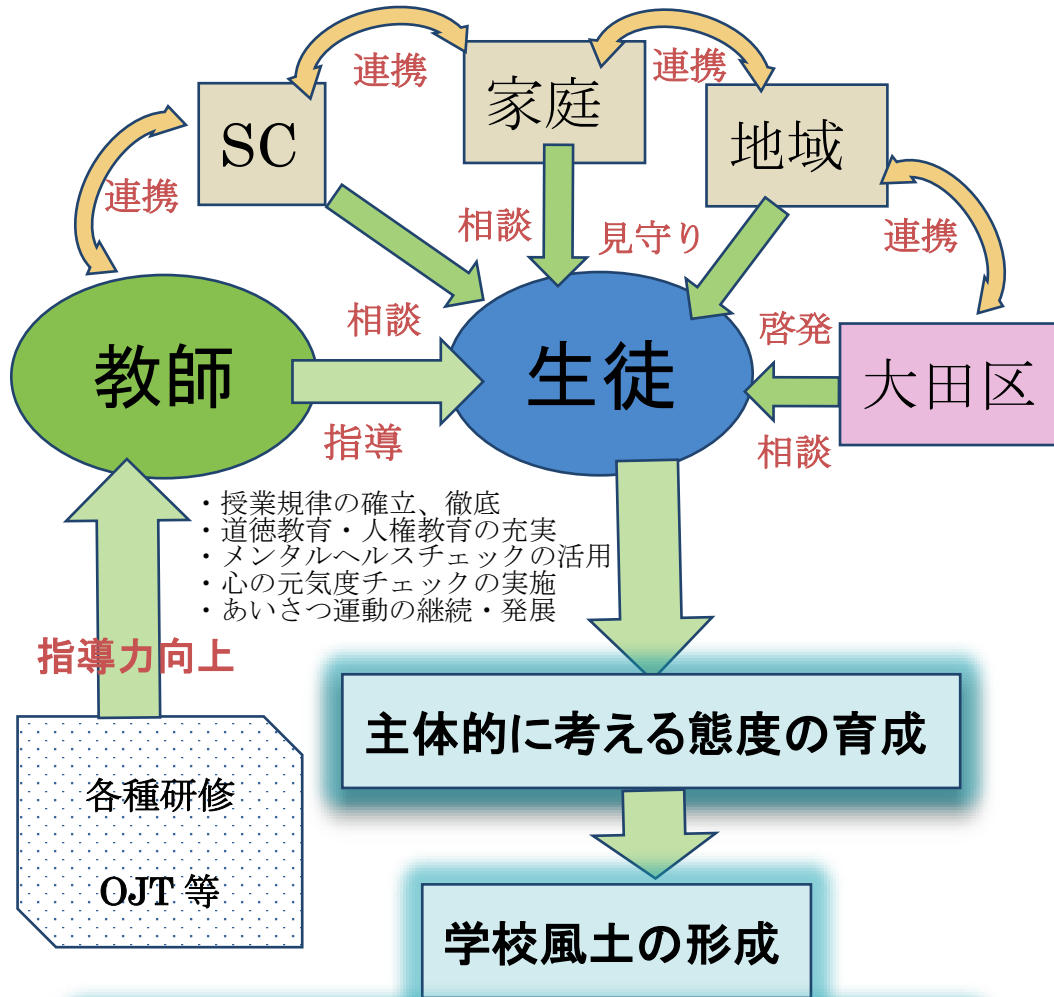 連携
連携
家庭
SC
地域
連携
相談
見守り
連携
相談
啓発
教師
生徒
大田区
指導
相談
・授業規律の確立、徹底
・道徳教育・人権教育の充実
・メンタルヘルスチェックの活用
・心の元気度チェックの実施
・あいさつ運動の継続・発展
指導力向上
主体的に考える態度の育成
各種研修
OJT 等
学校風土の形成